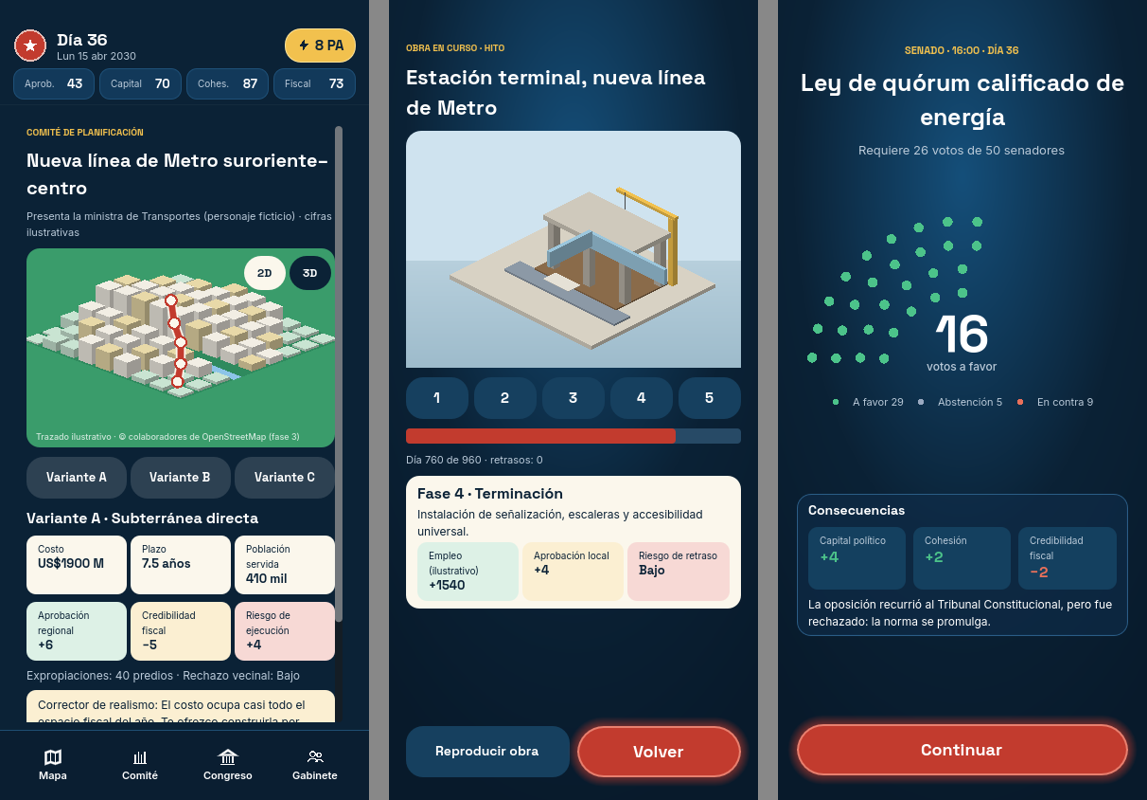 Día 36
Lun 15 abr 2030
8 PA
Aprob. 43
Capital 70
Cohes. 87
Fiscal 73
COMITÉ DE PLANIFICACIÓN
Nueva línea de Metro suroriente–
centro
Presenta la ministra de Transportes (personaje ficticio) · cifras
ilustrativas
2D
3D
Trazado ilustrativo · © colaboradores de OpenStreetMap (fase 3)
Variante A
Variante B
Variante C
Variante A · Subterránea directa
Costo
US$1900 M
Plazo
7.5 años
Población
servida
410 mil
Aprobación
regional
+6
Credibilidad
fiscal
−5
Riesgo de
ejecución
+4
Expropiaciones: 40 predios · Rechazo vecinal: Bajo
Corrector de realismo: El costo ocupa casi todo el
espacio fiscal del año. Te ofrezco construirla por
Mapa
Comité
Congreso
Gabinete
OBRA EN CURSO · HITO
Estación terminal, nueva línea
de Metro
1
2
3
4
5
Día 760 de 960 · retrasos: 0
Fase 4 · Terminación
Instalación de señalización, escaleras y accesibilidad
universal.
Empleo
(ilustrativo)
+1540
Aprobación local
+4
Riesgo de retraso
Bajo
Reproducir obra
Volver
SENADO · 16:00 · DÍA 36
Ley de quórum calificado de
energía
Requiere 26 votos de 50 senadores
16
votos a favor
A favor 29
Abstención 5
En contra 9
Consecuencias
Capital político
+4
Cohesión
+2
Credibilidad
fiscal
−2
La oposición recurrió al Tribunal Constitucional, pero fue
rechazado: la norma se promulga.
Continuar